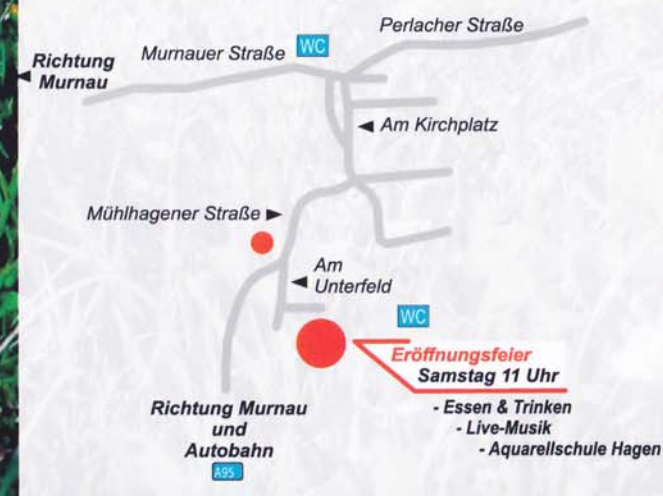 Perlacher Straße
WC
Murnauer Straße
Richtung
Murnau
Am Kirchplatz
Mühlhagener Straße
Am
Unterfeld
WC
Eröffnungsfeier
Samstag 11 Uhr
- Essen & Trinken
- Live-Musik
- Aquarellschule Hagen
Richtung Murnau
und
Autobahn
A95